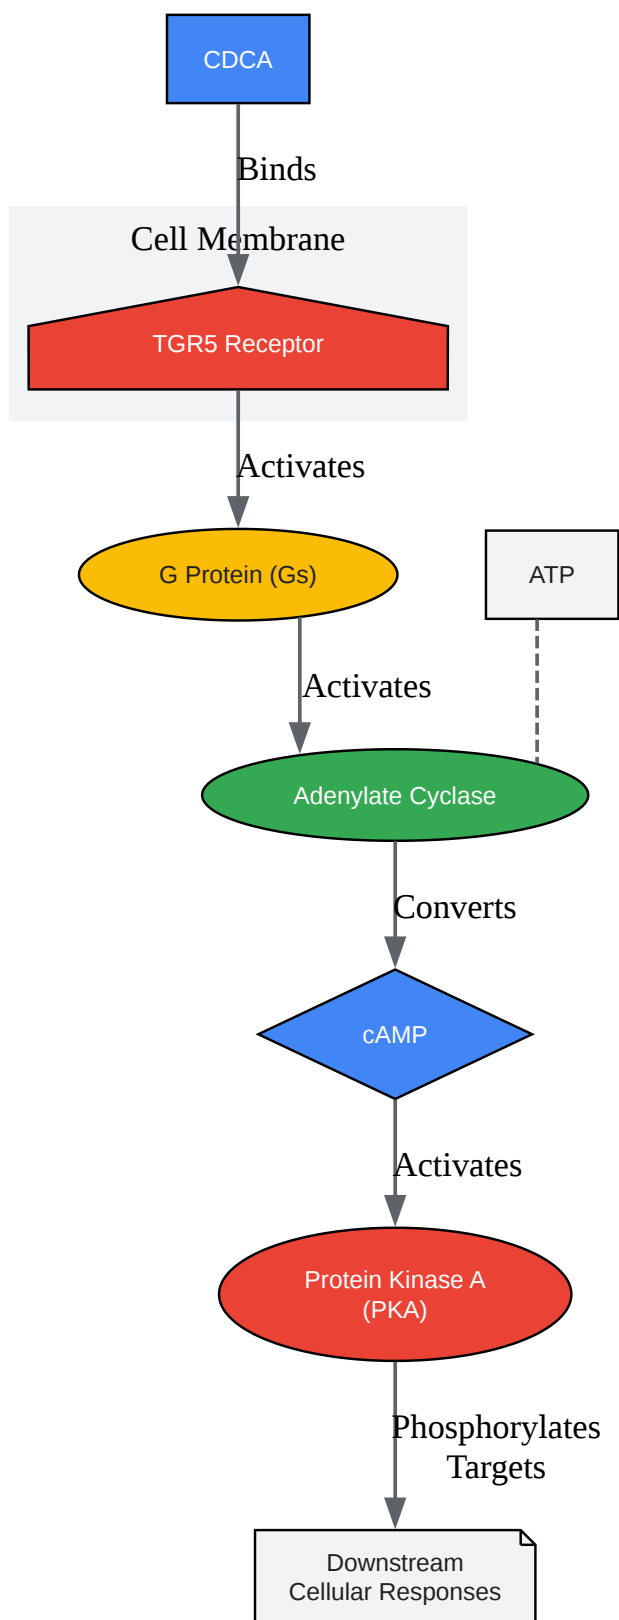 CDCA
Binds
Cell Membrane
TGR5 Receptor
Activates
G Protein (Gs)
ATP
Activates
Adenylate Cyclase
Converts
cAMP
Activates
Protein Kinase A
(PKA)
Phosphorylates
Targets
Downstream
Cellular Responses